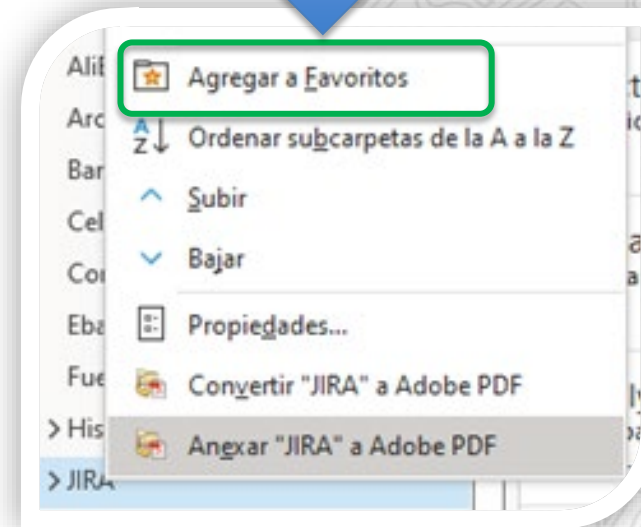 Agregar a Favoritos
Ordenar subcarpetas de la A a la Z
Subir
Bajar
Propiedades...
Convertir "JIRA" a Adobe PDF
Anexar "JIRA" a Adobe PDF
JIRA